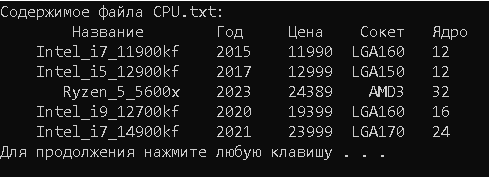 Содержимое файла CPU.txt:
Название Год Цена Сокет Ядро
Intel_i7_11900kf 2015 11990 LGA160 12
Intel_i5_12900kf 2017 12999 LGA150 12
Ryzen_5_5600x 2023 24389 AMD3 32
Intel_i9_12700kf 2020 19399 LGA160 16
Intel_i7_14900kf 2021 23999 LGA170 24
Для продолжения нажмите любую клавишу . . .